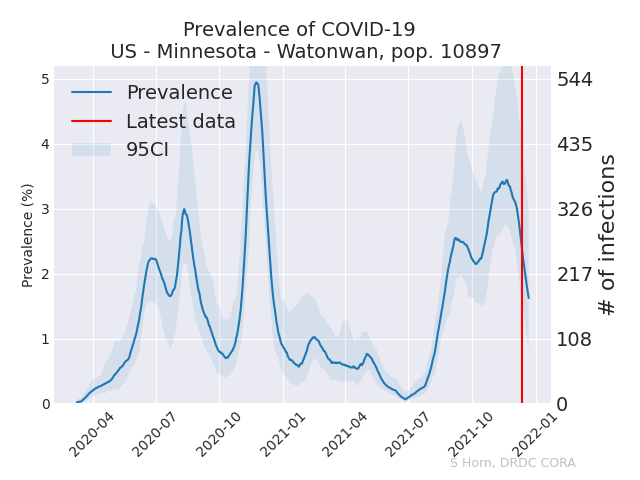 Prevalence of COVID-19
US - Minnesota - Watonwan, pop. 10897
Prevalence
Latest data
95CI
Prevalence (%)
5
4
3
2
1
0
544
435
326
217
108
0
# of infections
2020-04
2020-07
2020-10
2021-01
2021-04
2021-07
2021-10
2022-01
S Horn, DRDC CORA